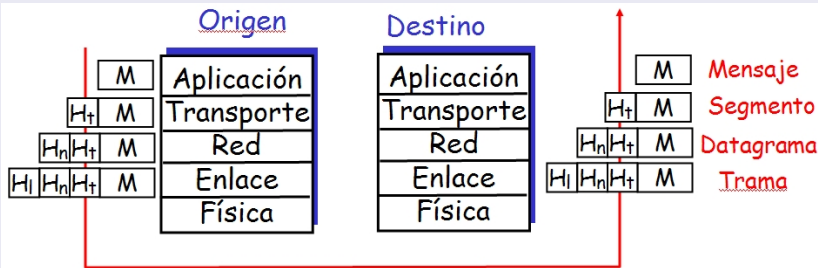 Origen Destino
M Aplicación Aplicación M Mensaje
Ht M Transporte Transporte Ht M Segmento
Hn Ht M Red Red Hn Ht M Datagrama
Hl Hn Ht M Enlace Enlace Hl Hn Ht M Trama
Física Física